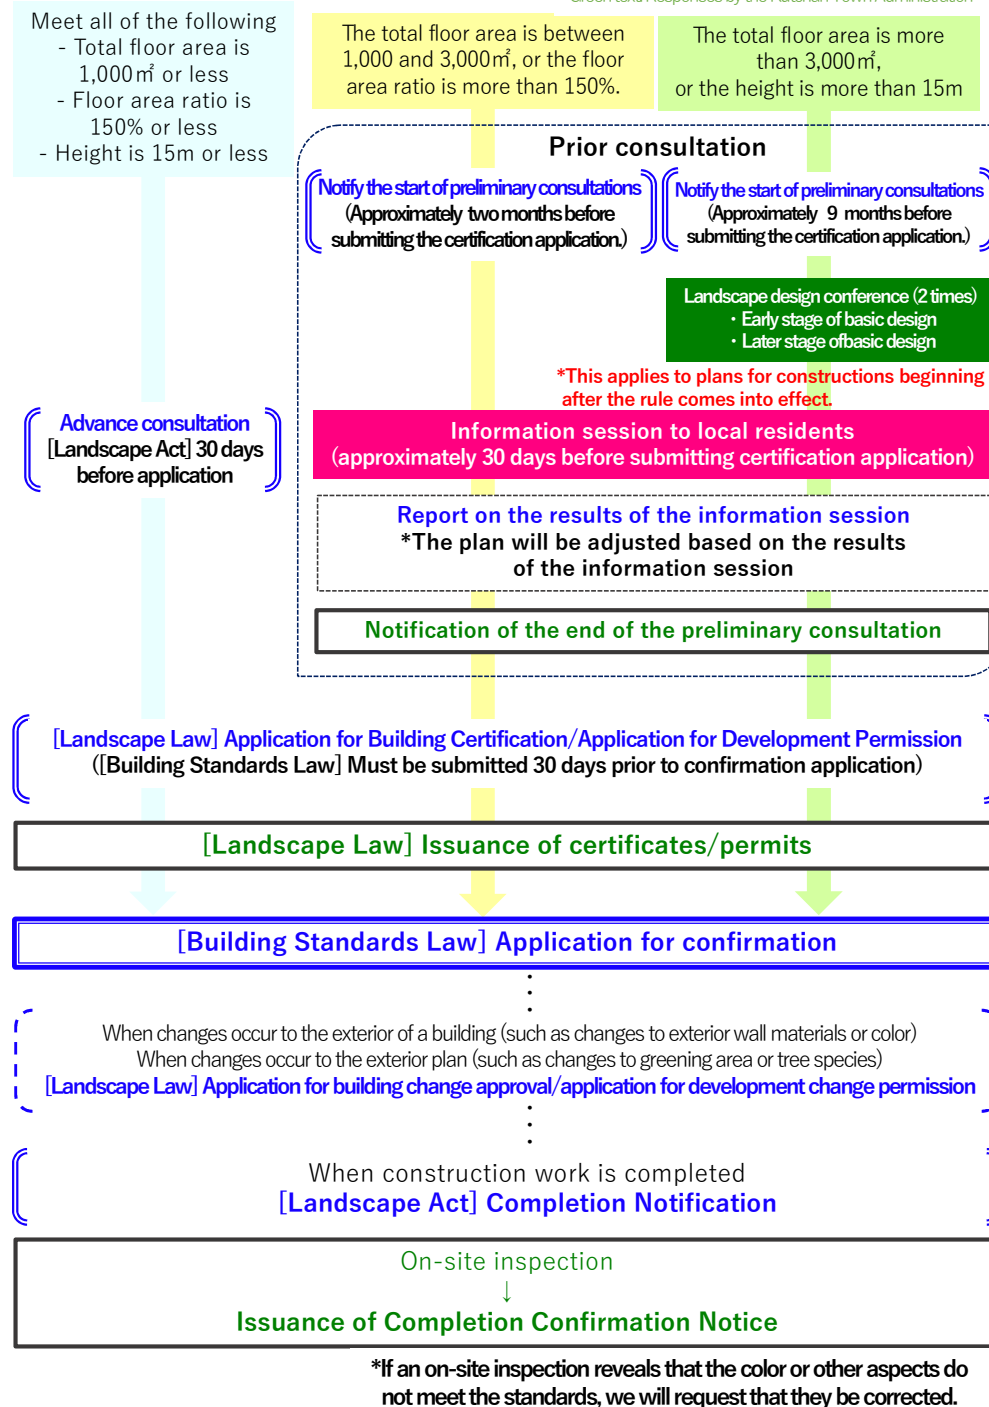 Green text: Responses by the Kutchan Town Administration
Meet all of the following
- Total floor area is
1,000㎡ or less
- Floor area ratio is
150% or less
- Height is 15m or less
The total floor area is between
1,000 and 3,000㎡, or the floor
area ratio is more than 150%.
The total floor area is more
than 3,000㎡,
or the height is more than 15m
Prior consultation
Notify the start of preliminary consultations
(Approximately two months before
submitting the certification application.)
Notify the start of preliminary consultations
(Approximately 9 months before
submitting the certification application.)
Landscape design conference (2 times)
・Early stage of basic design
・Later stage ofbasic design
*This applies to plans for constructions beginning
after the rule comes into effect.
Advance consultation
[Landscape Act] 30 days
before application
Information session to local residents
(approximately 30 days before submitting certification application)
Report on the results of the information session
*The plan will be adjusted based on the results
of the information session
Notification of the end of the preliminary consultation
[Landscape Law] Application for Building Certification/Application for Development Permission
([Building Standards Law] Must be submitted 30 days prior to confirmation application)
[Landscape Law] Issuance of certificates/permits
[Building Standards Law] Application for confirmation
When changes occur to the exterior of a building (such as changes to exterior wall materials or color)
When changes occur to the exterior plan (such as changes to greening area or tree species)
[Landscape Law] Application for building change approval/application for development change permission
When construction work is completed
[Landscape Act] Completion Notification
On-site inspection
↓
Issuance of Completion Confirmation Notice
*If an on-site inspection reveals that the color or other aspects do
not meet the standards, we will request that they be corrected.